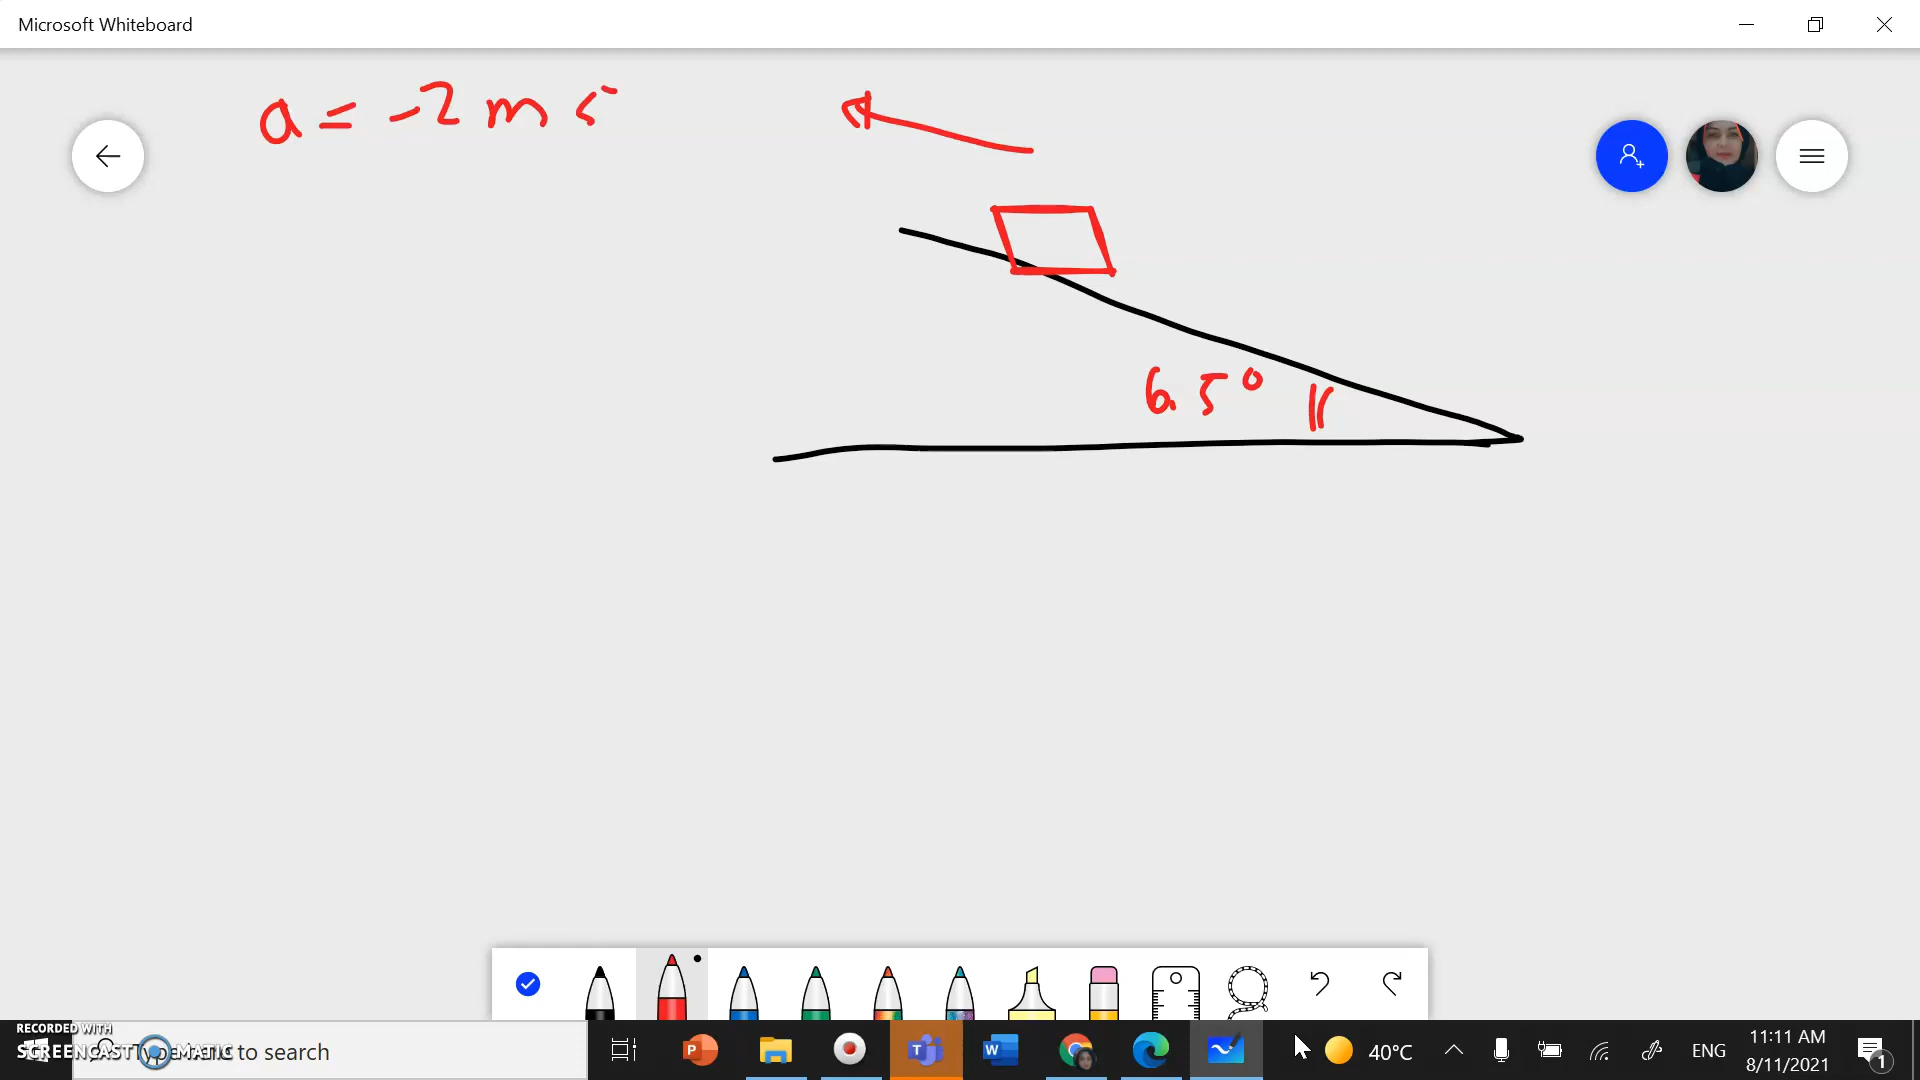 Microsoft Whiteboard
a = -2 m s
6.5°
RECORDED WITH
SCREENCAST MATIC
to search
P
T
W
40°C
ENG
11:11 AM
8/11/2021
1